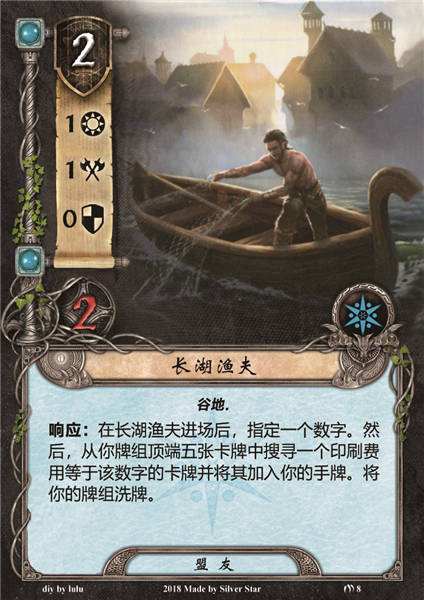 2
1
1
0
2
长湖渔夫
谷地.
响应：在长湖渔夫进场后，指定一个数字。然
后，从你牌组顶端五张卡牌中搜寻一个印刷费
用等于该数字的卡牌并将其加入你的手牌。将
你的牌组洗牌。
盟 友
diy by lulu
2018 Made by Silver Star
8